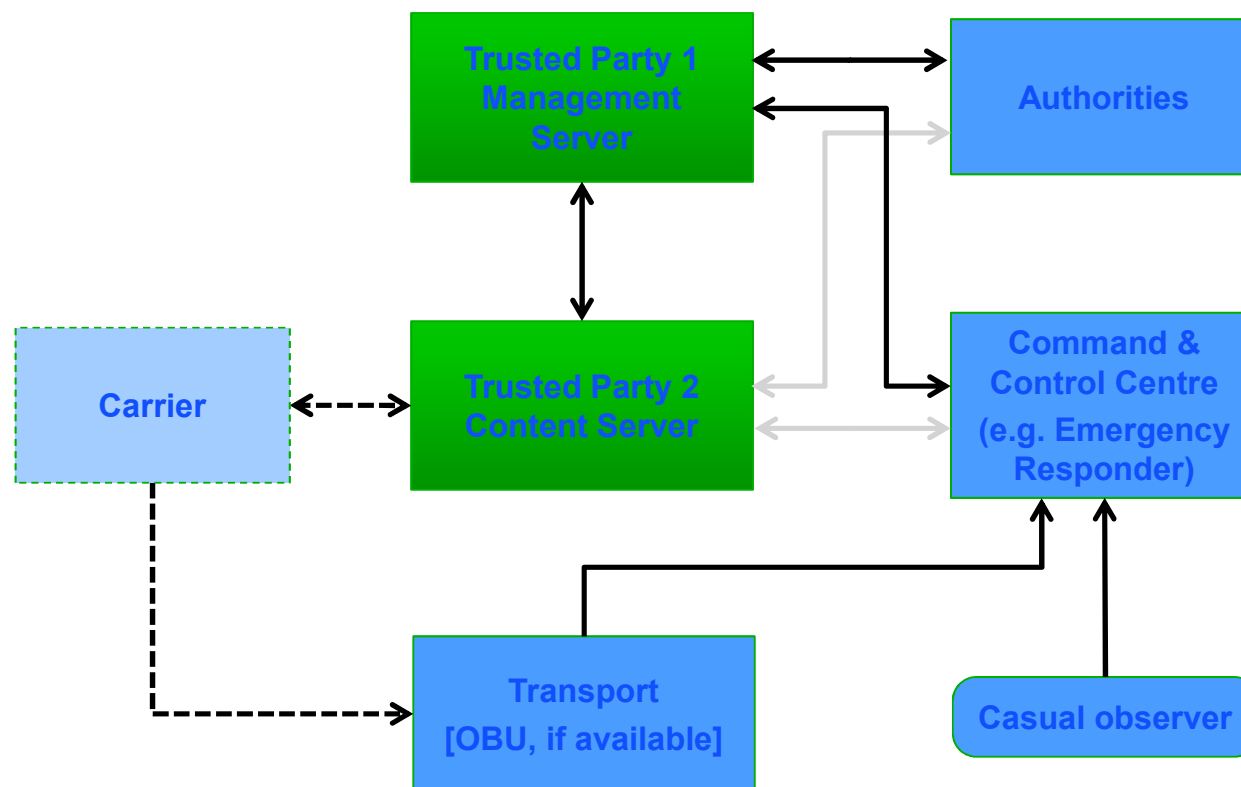 Trusted Party 1
Management
Server
Authorities
Carrier
Trusted Party 2
Content Server
Command &
Control Centre
(e.g. Emergency
Responder)
Transport
[OBU, if available]
Casual observer